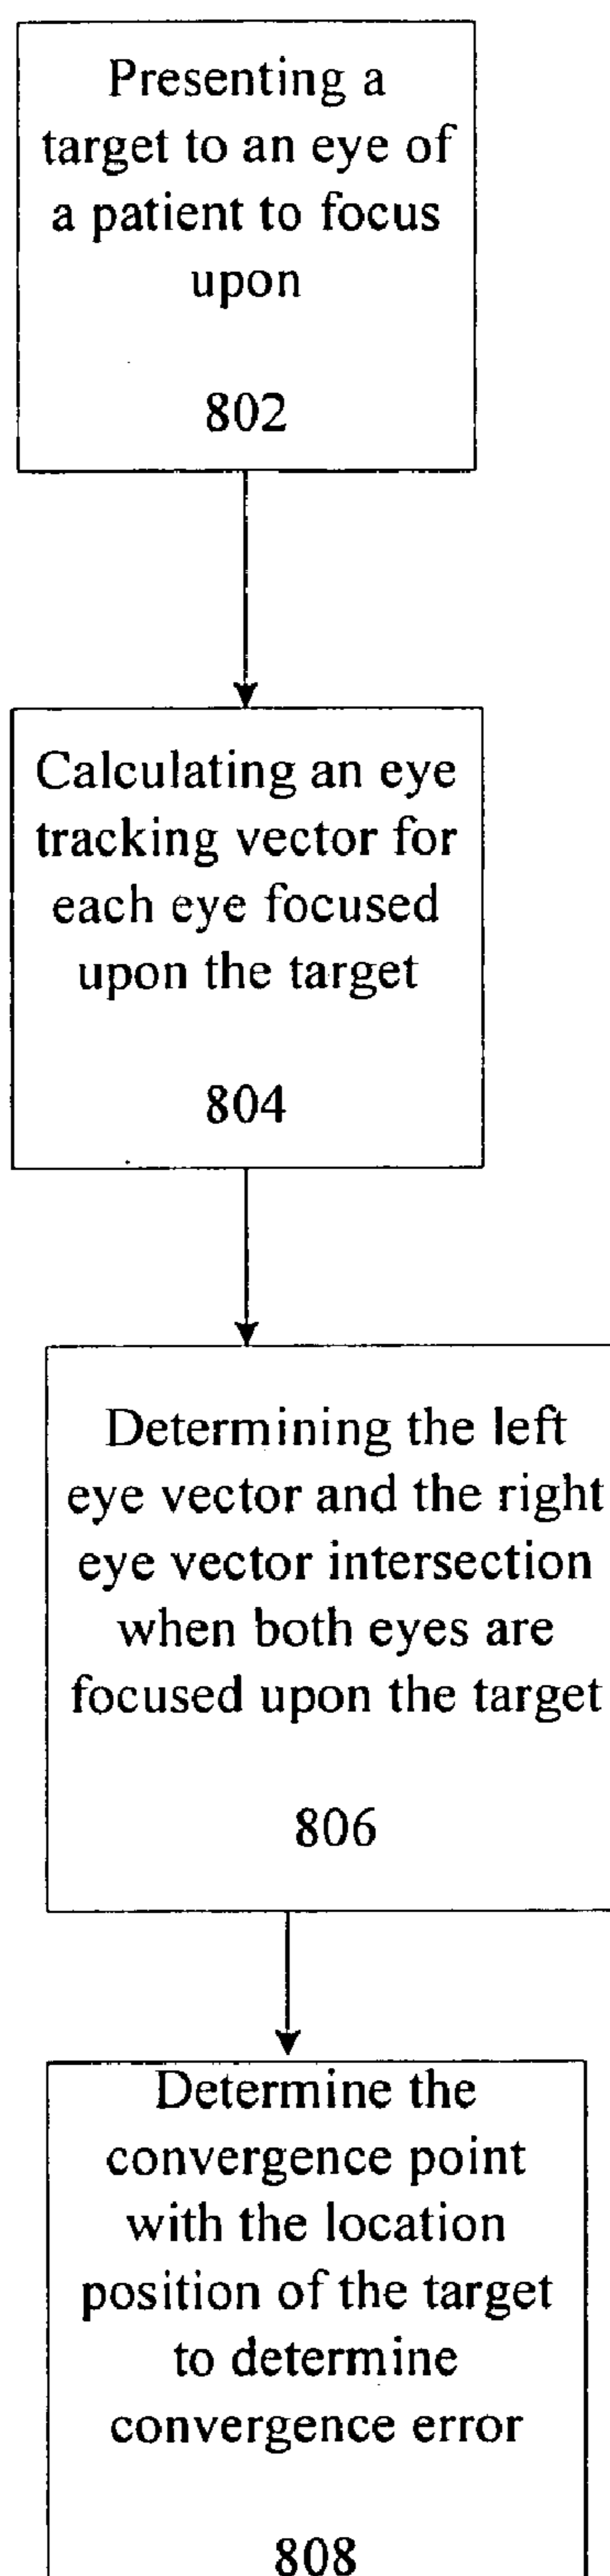 Presenting a
target to an eye of
a patient to focus
upon
802
Calculating an eye
tracking vector for
each eye focused
upon the target
804
Determining the left
eye vector and the right
eye vector intersection
when both eyes are
focused upon the target
806
Determine the
convergence point
with the location
position of the target
to determine
convergence error
808